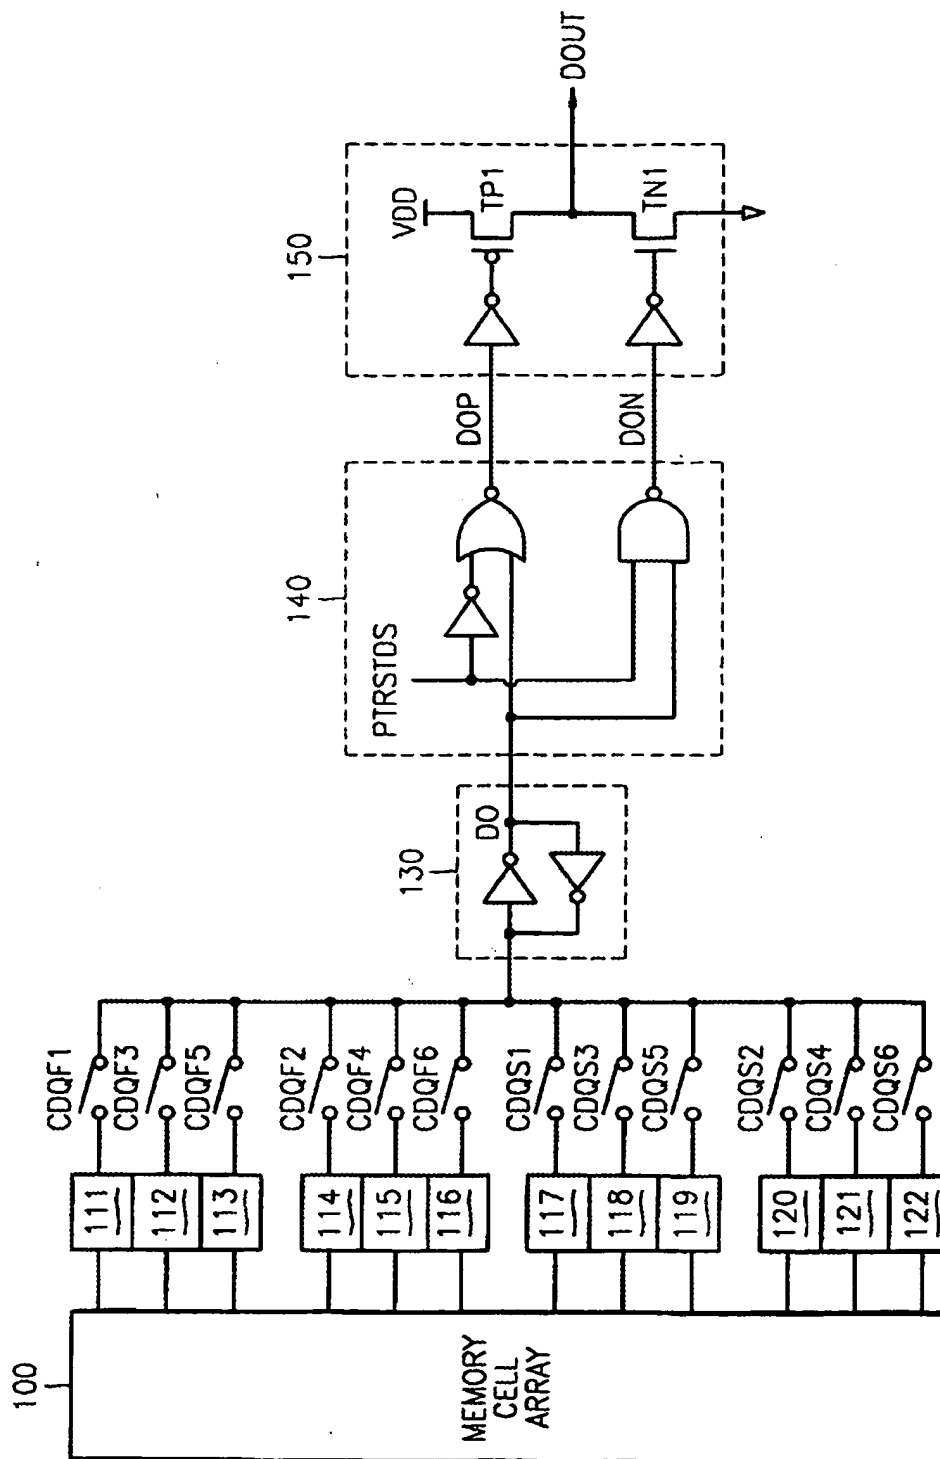 100
MEMORY
CELL
ARRAY
111
112
113
114
115
116
117
118
119
120
121
122
CDQF1
CDQF3
CDQF5
CDQF2
CDQF4
CDQF6
CDQS1
CDQS3
CDQS5
CDQS2
CDQS4
CDQS6
130
DO
140
PTRSTDS
DOP
DON
150
VDD
TP1
TN1
DOUT